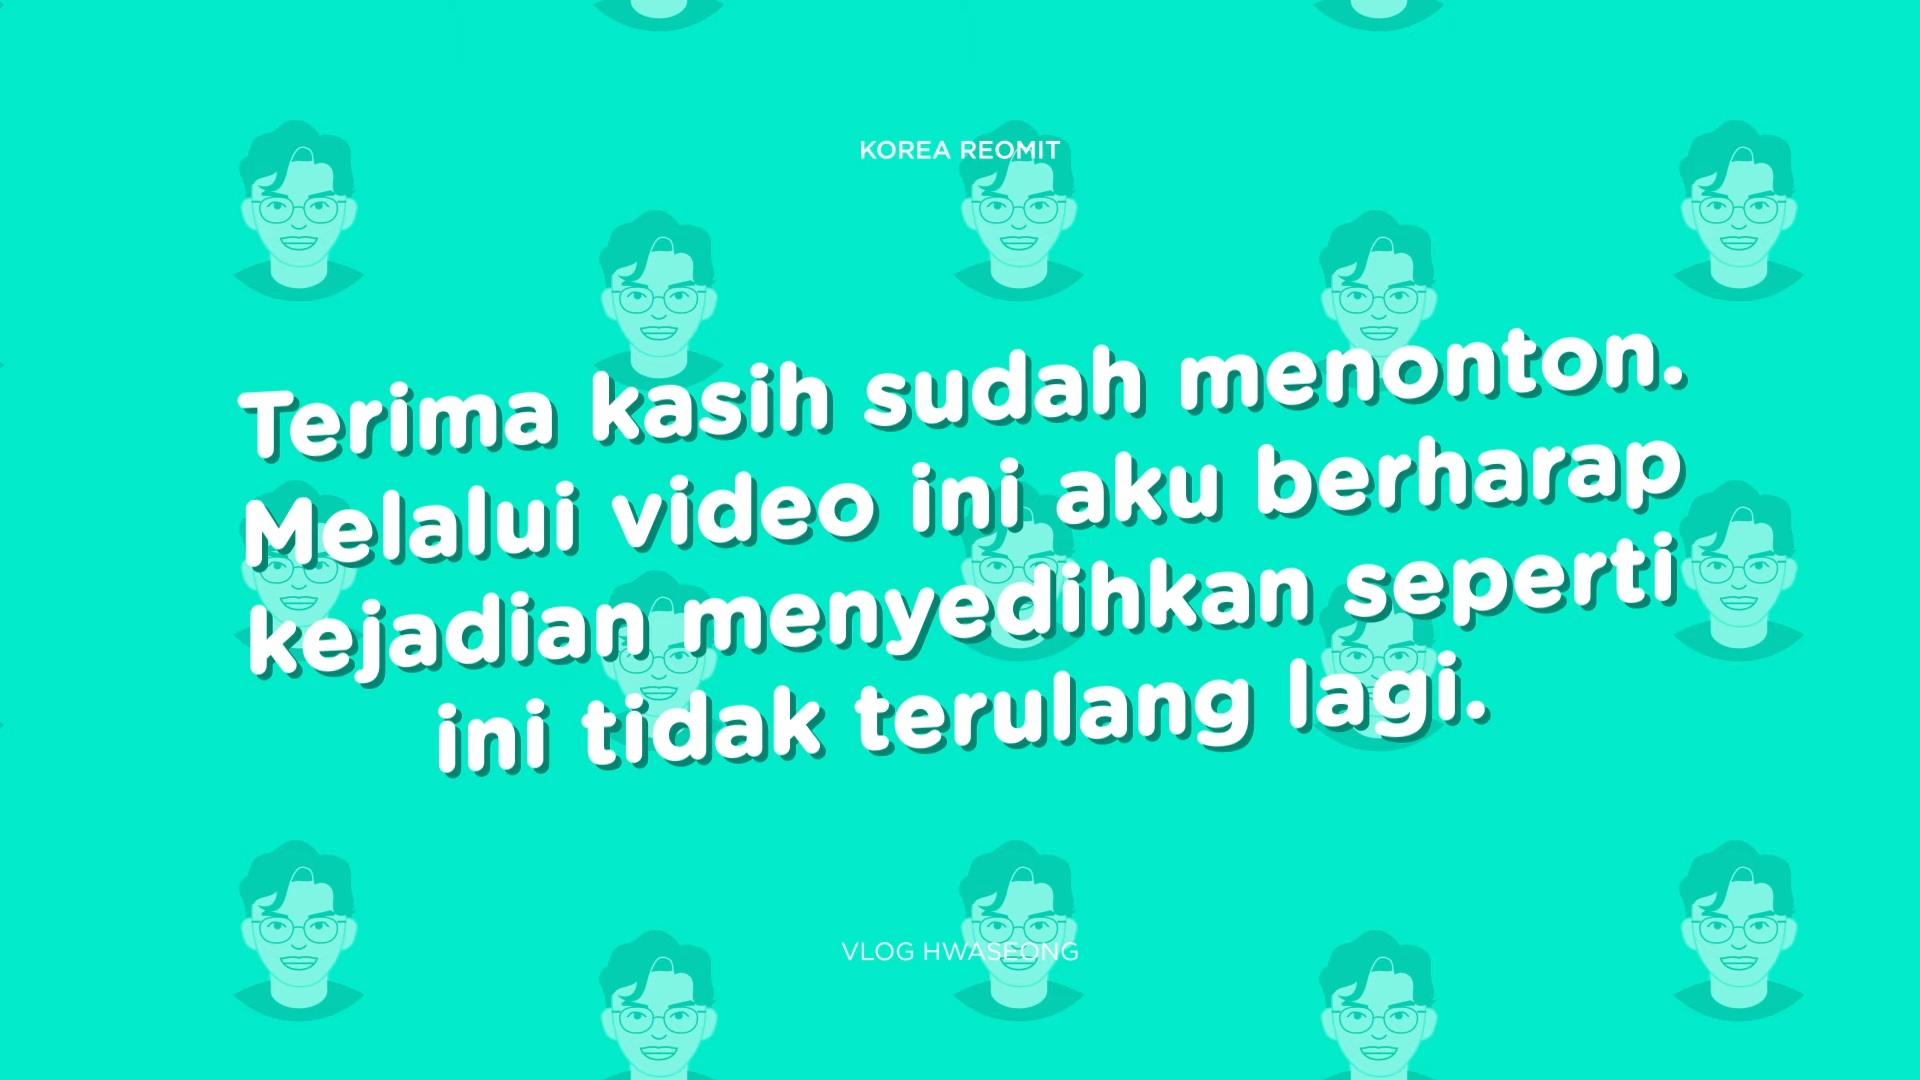 KOREA REOMIT
Terima kasih sudah menonton.
Melalui video ini aku berharap
kejadian menyedihkan seperti
ini tidak terulang lagi.
VLOG HWASEONG